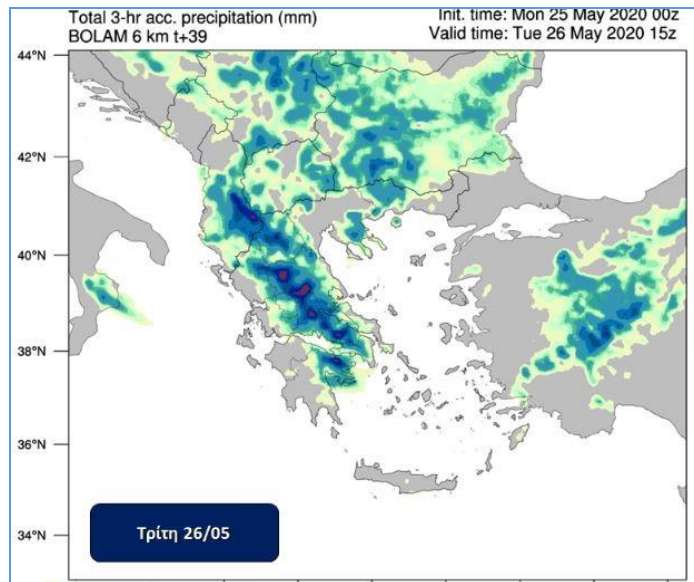 Total 3-hr acc. precipitation (mm)
Init. time: Mon 25 May 2020 00z
BOLAM 6 km t+39
Valid time: Tue 26 May 2020 15z
44°N
42°N
40°N
38°N
36°N
34°N
Τρίτη 26/05